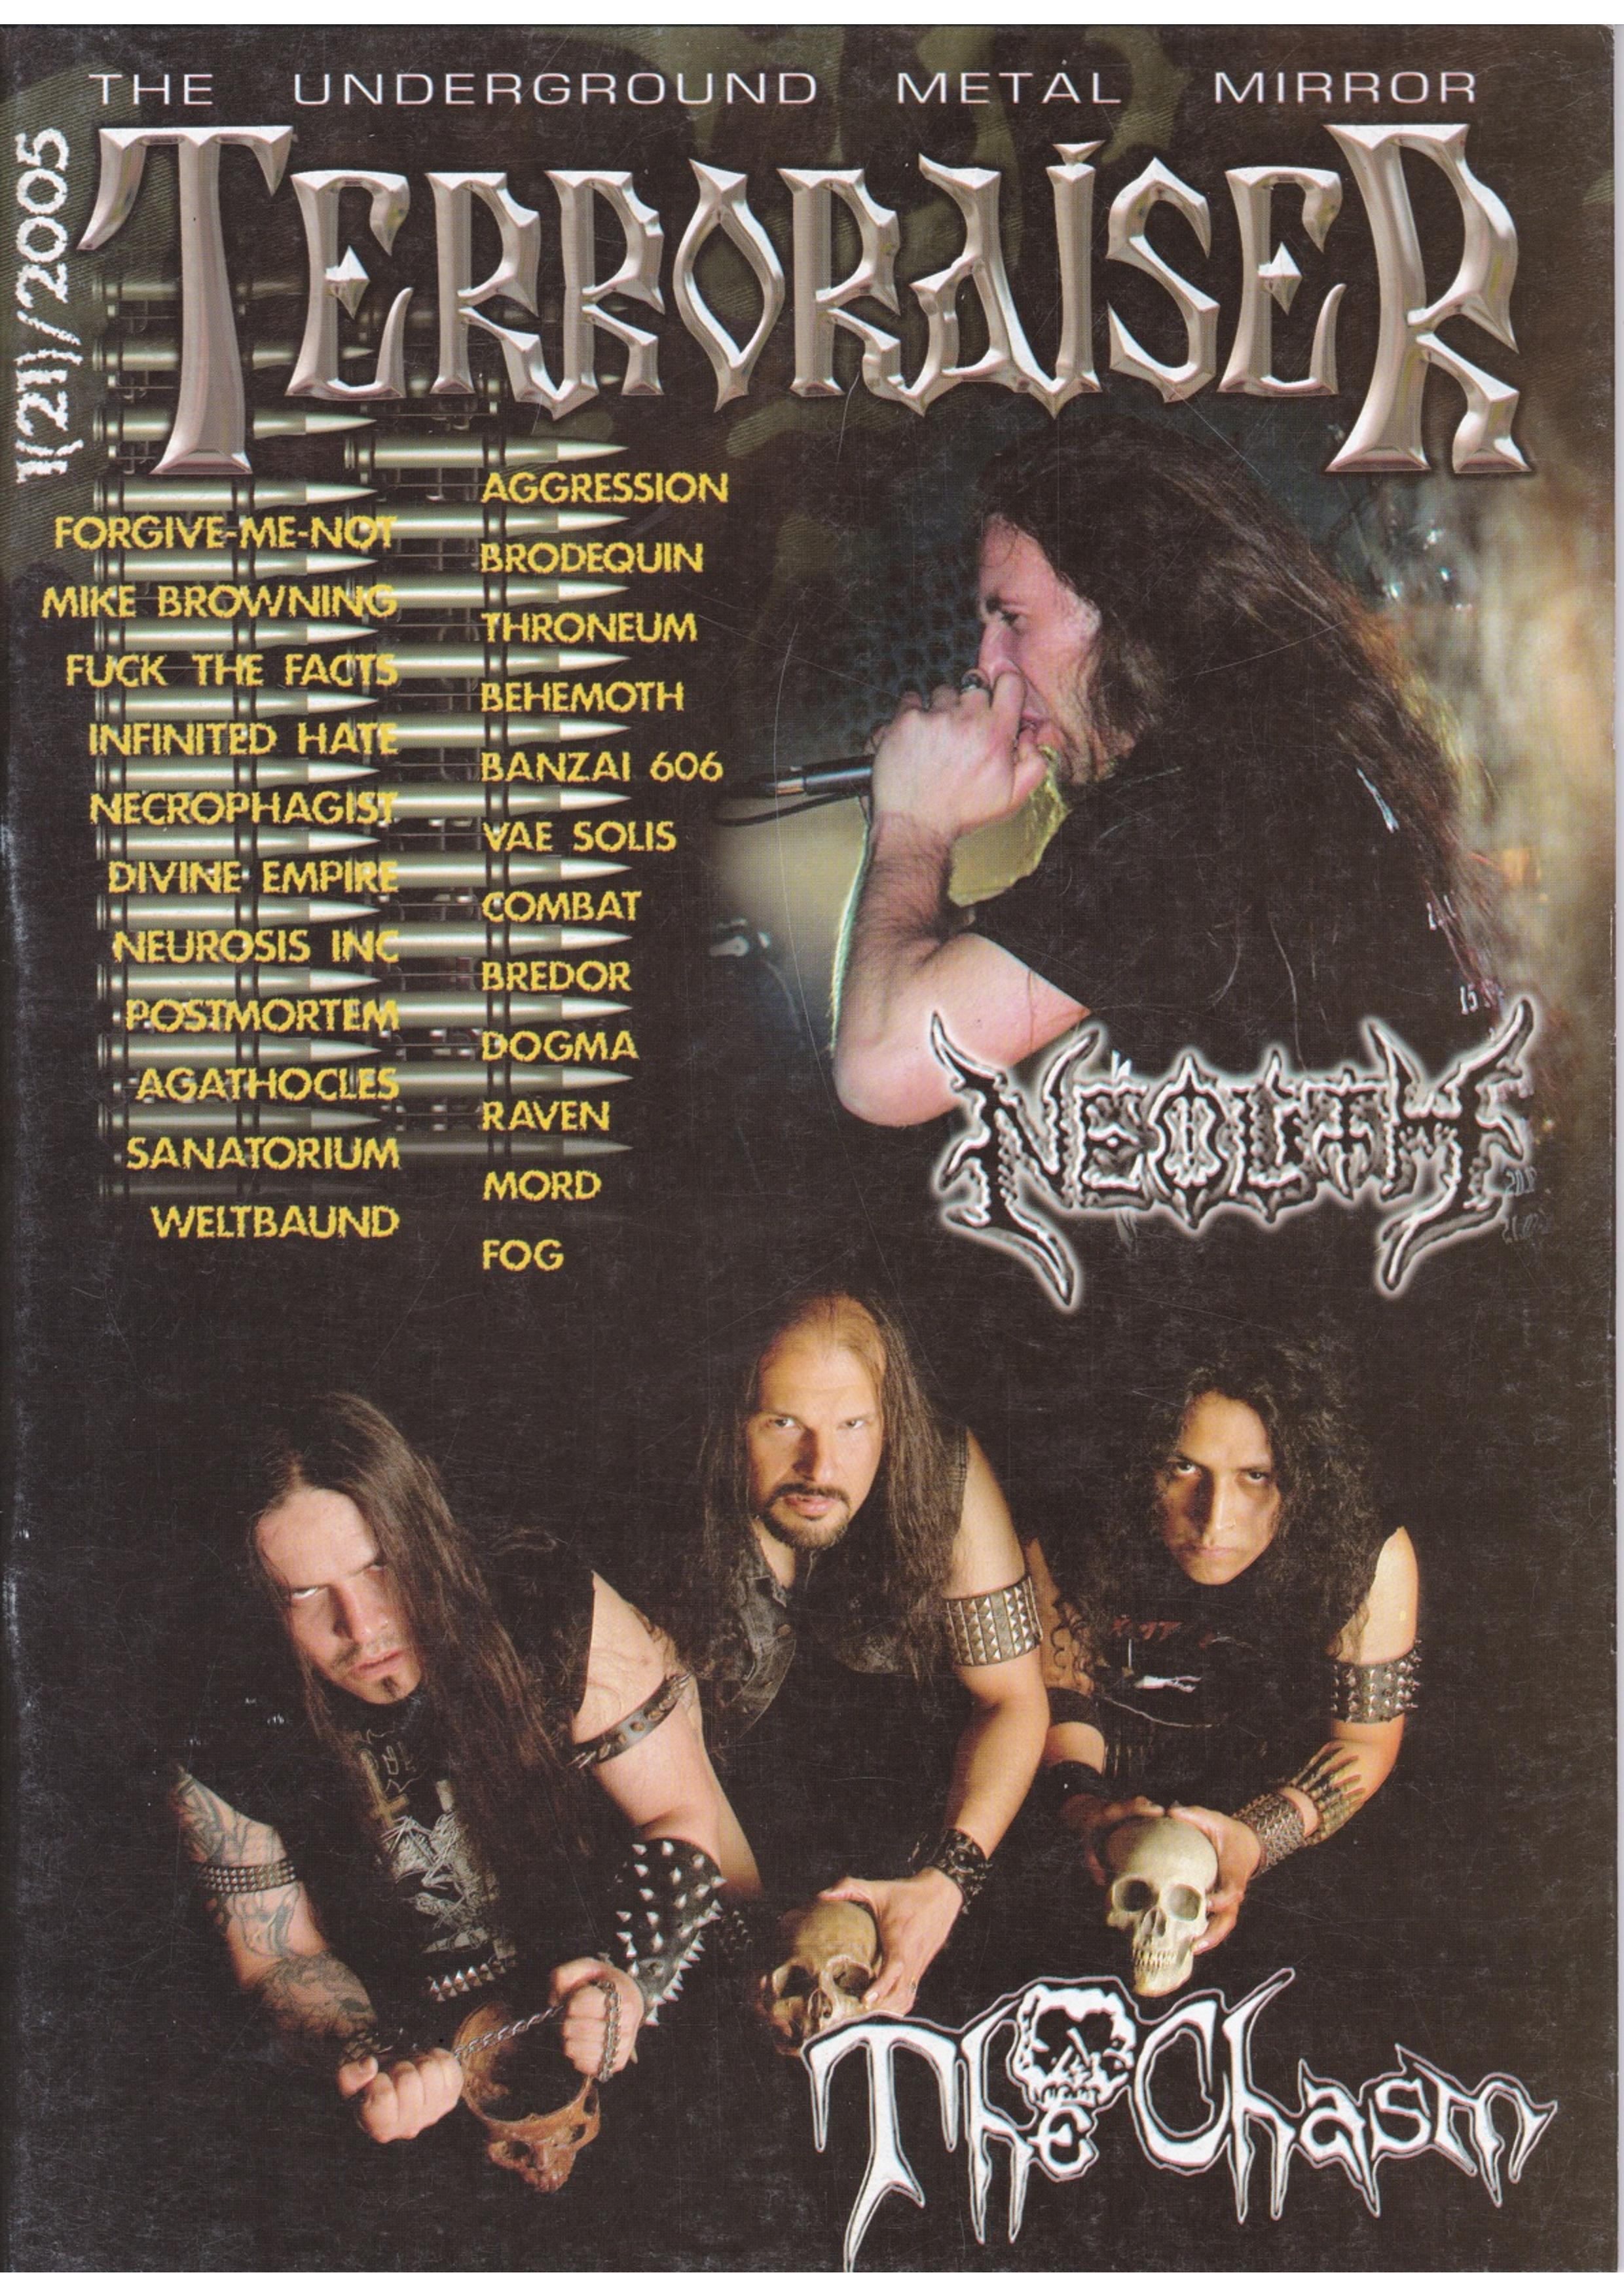 THE UNDERGROUND METAL MIRROR
TERRORAISER
1(21)/2005
FORGIVE-ME-NOT
MIKE BROWNING
FUCK THE FACTS
INFINITED HATE
NECROPHAGIST
DIVINE EMPIRE
NEUROSIS INC
POSTMORTEM
AGATHOCLES
SANATORIUM
WELTBAUND
AGGRESSION
BRODEQUIN
THRONEUM
BEHEMOTH
BANZAI 606
VAE SOLIS
COMBAT
BREDOR
DOGMA
RAVEN
MORD
FOG
NEOLITH
The Chasm